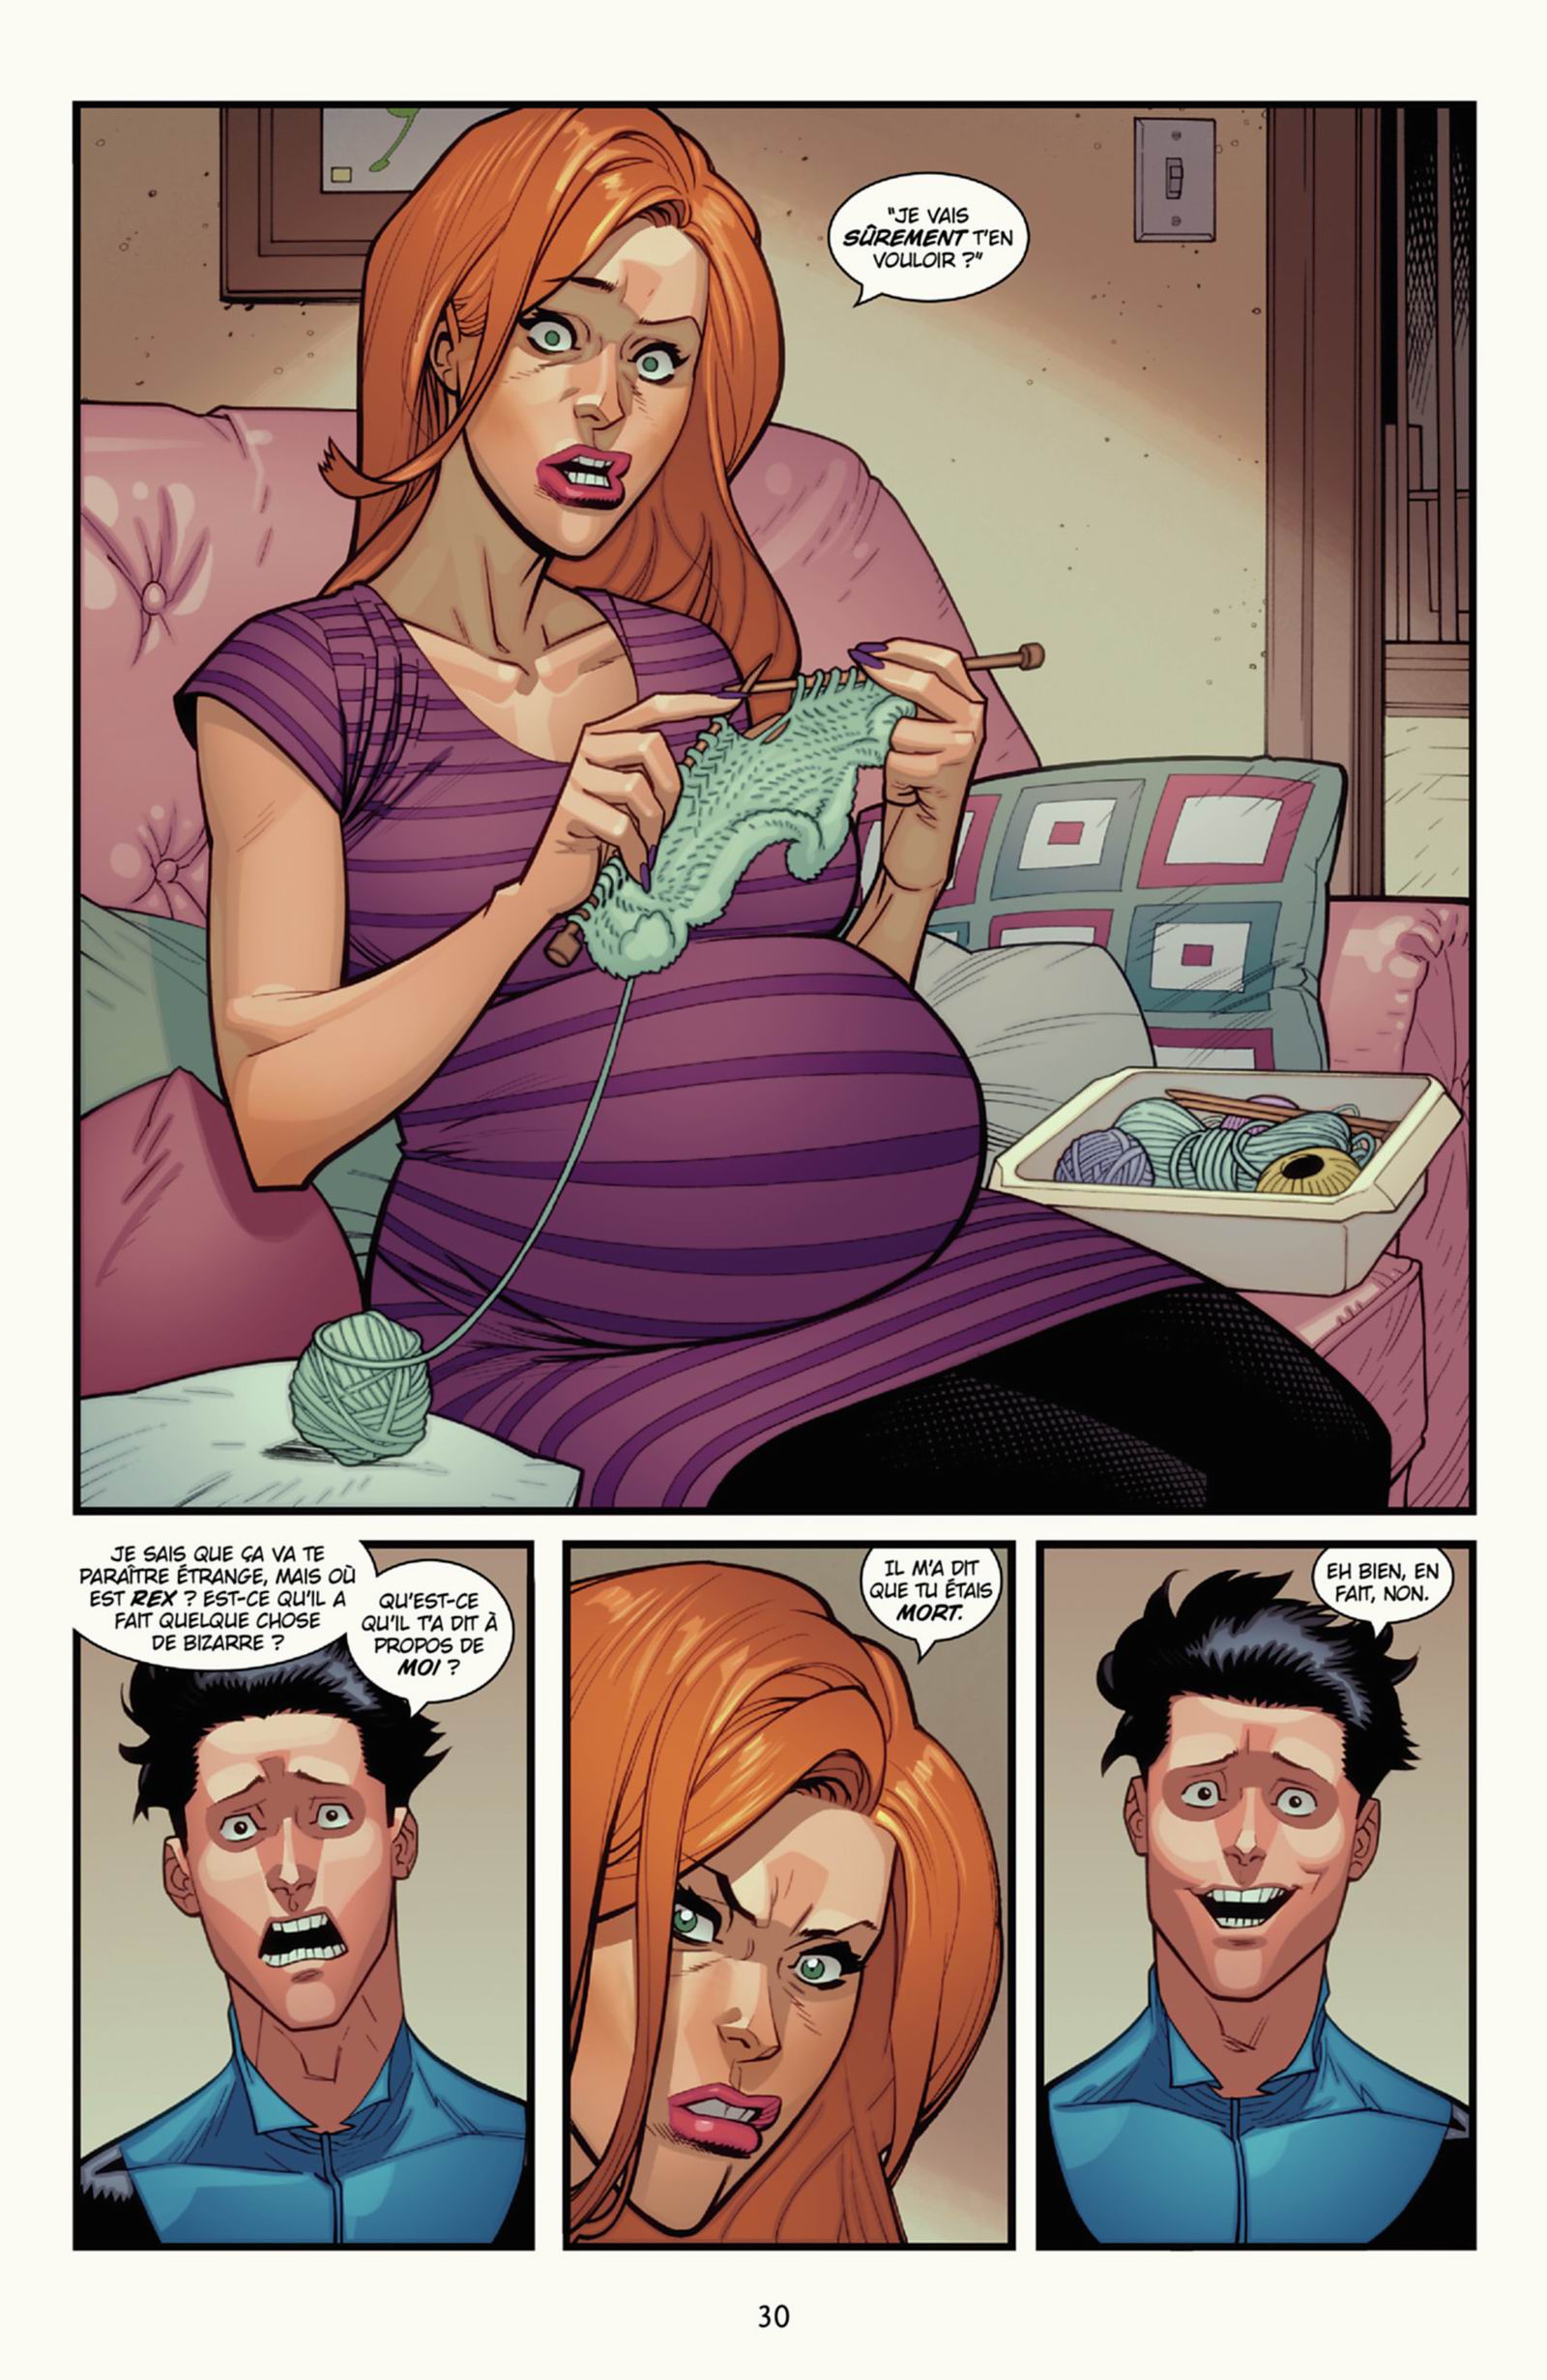 "JE VAIS
SÛREMENT T'EN
VOULOIR ?"
JE SAIS QUE ÇA VA TE
PARAÎTRE ÉTRANGE, MAIS OÙ
EST REX ? EST-CE QU'IL A
FAIT QUELQUE CHOSE
DE BIZARRE ?
QU'EST-CE
QU'IL T'A DIT À
PROPOS DE
MOI ?
IL M'A DIT
QUE TU ÉTAIS
MORT.
EH BIEN, EN
FAIT, NON.
30